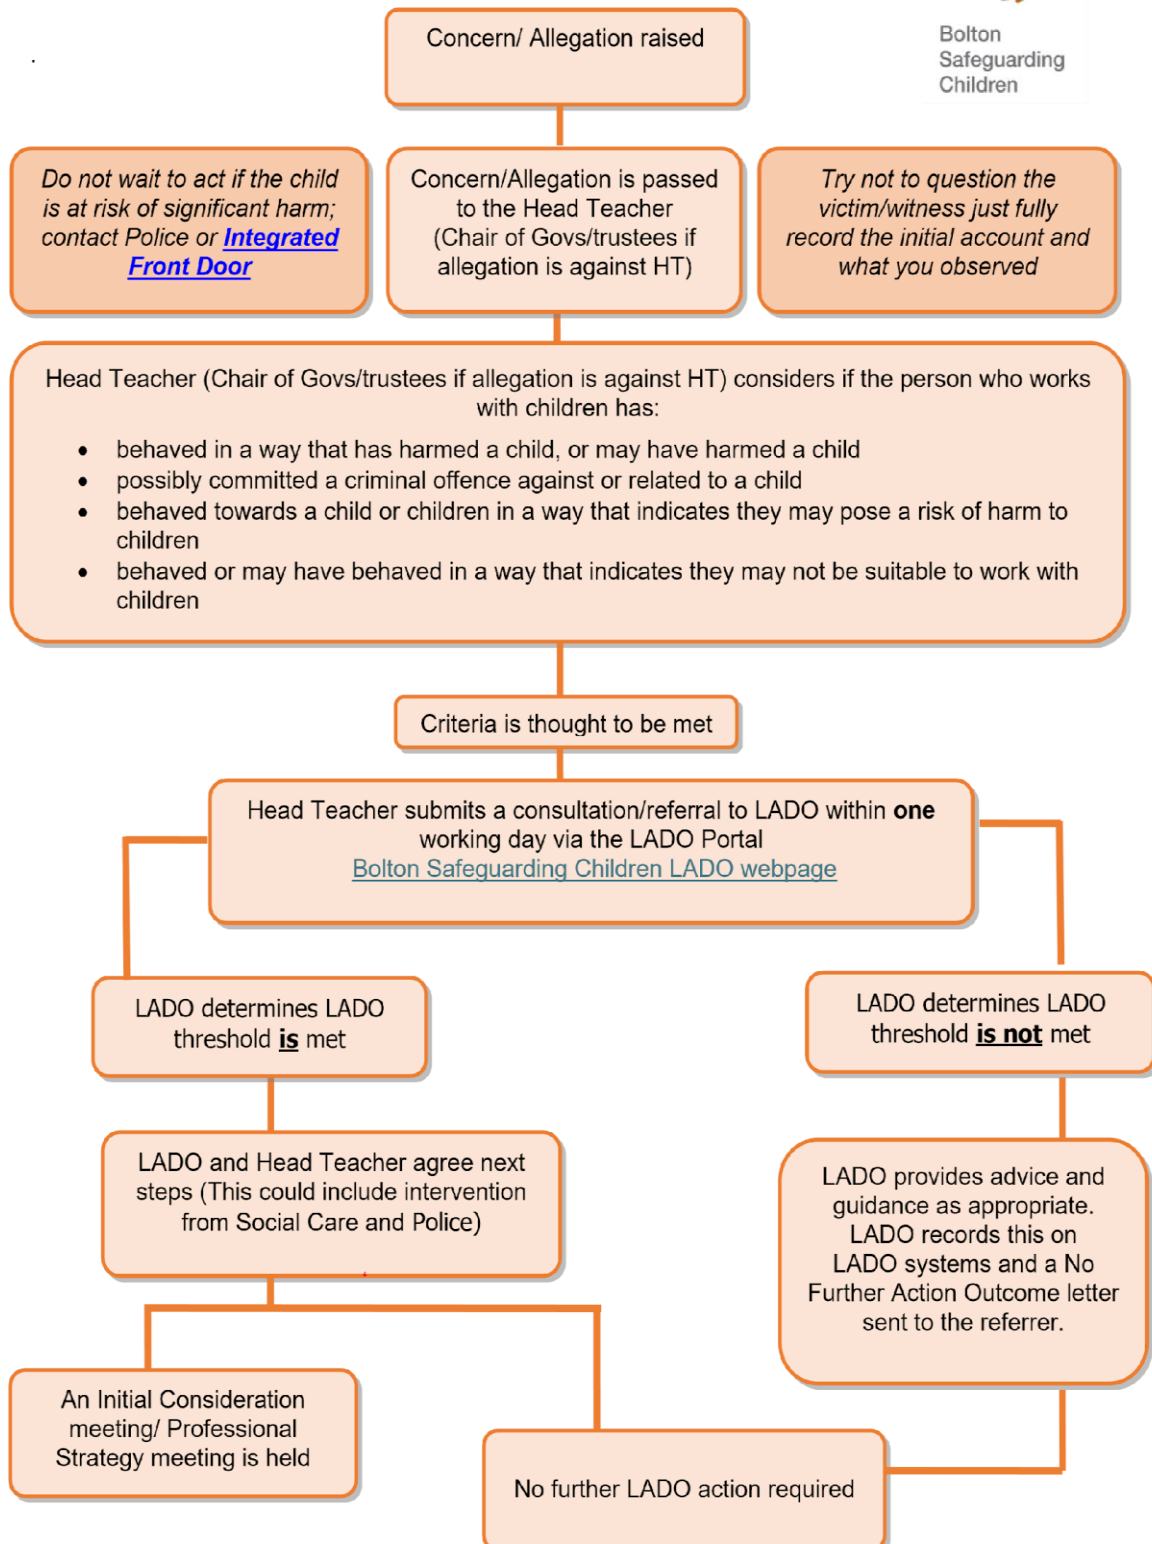 Concern/ Allegation raised
Bolton
Safeguarding
Children
Do not wait to act if the child
is at risk of significant harm;
contact Police or Integrated
Front Door
Concern/Allegation is passed
to the Head Teacher
(Chair of Govs/trustees if
allegation is against HT)
Try not to question the
victim/witness just fully
record the initial account and
what you observed
Head Teacher (Chair of Govs/trustees if allegation is against HT) considers if the person who works
with children has:
• behaved in a way that has harmed a child, or may have harmed a child
• possibly committed a criminal offence against or related to a child
• behaved towards a child or children in a way that indicates they may pose a risk of harm to
children
• behaved or may have behaved in a way that indicates they may not be suitable to work with
children
Criteria is thought to be met
Head Teacher submits a consultation/referral to LADO within one
working day via the LADO Portal
Bolton Safeguarding Children LADO webpage
LADO determines LADO
threshold is met
LADO determines LADO
threshold is not met
LADO and Head Teacher agree next
steps (This could include intervention
from Social Care and Police)
LADO provides advice and
guidance as appropriate.
LADO records this on
LADO systems and a No
Further Action Outcome letter
sent to the referrer.
An Initial Consideration
meeting/ Professional
Strategy meeting is held
No further LADO action required